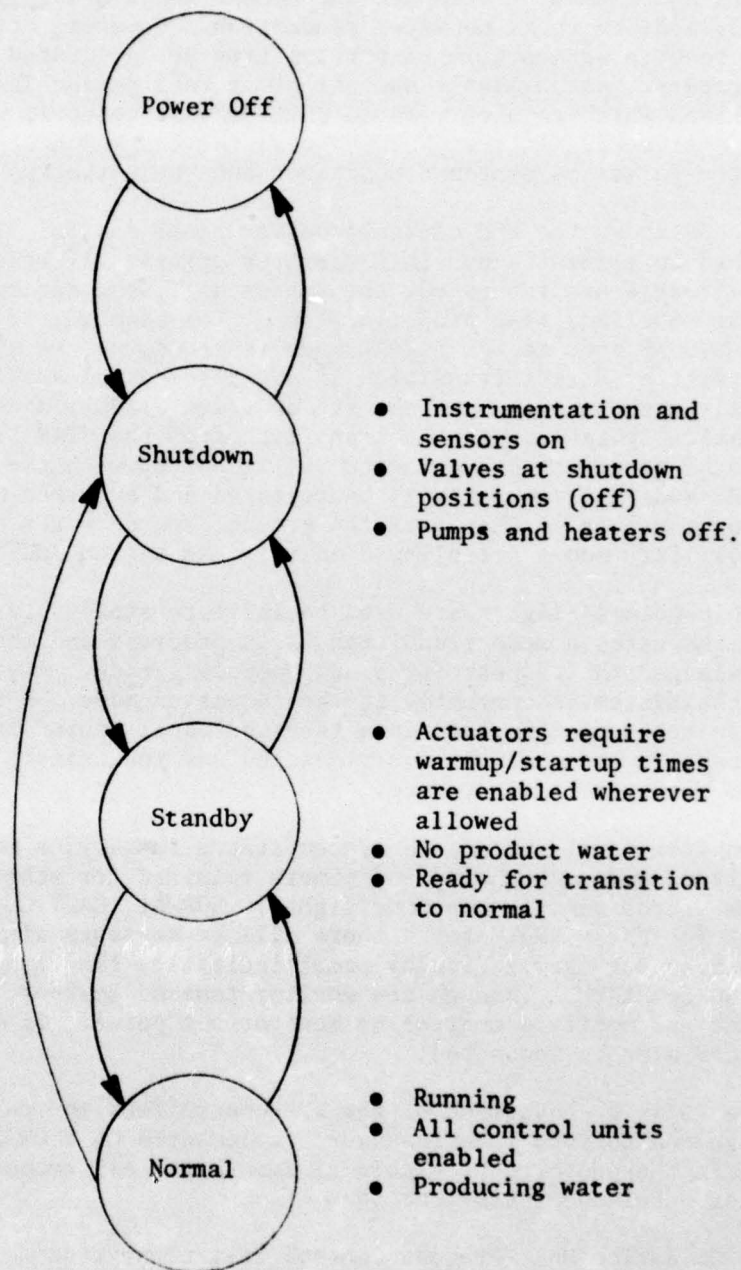 Power Off
Shutdown
● Instrumentation and
sensors on
● Valves at shutdown
positions (off)
● Pumps and heaters off.
Standby
● Actuators require
warmup/startup times
are enabled wherever
allowed
● No product water
● Ready for transition
to normal
Normal
● Running
● All control units
enabled
● Producing water